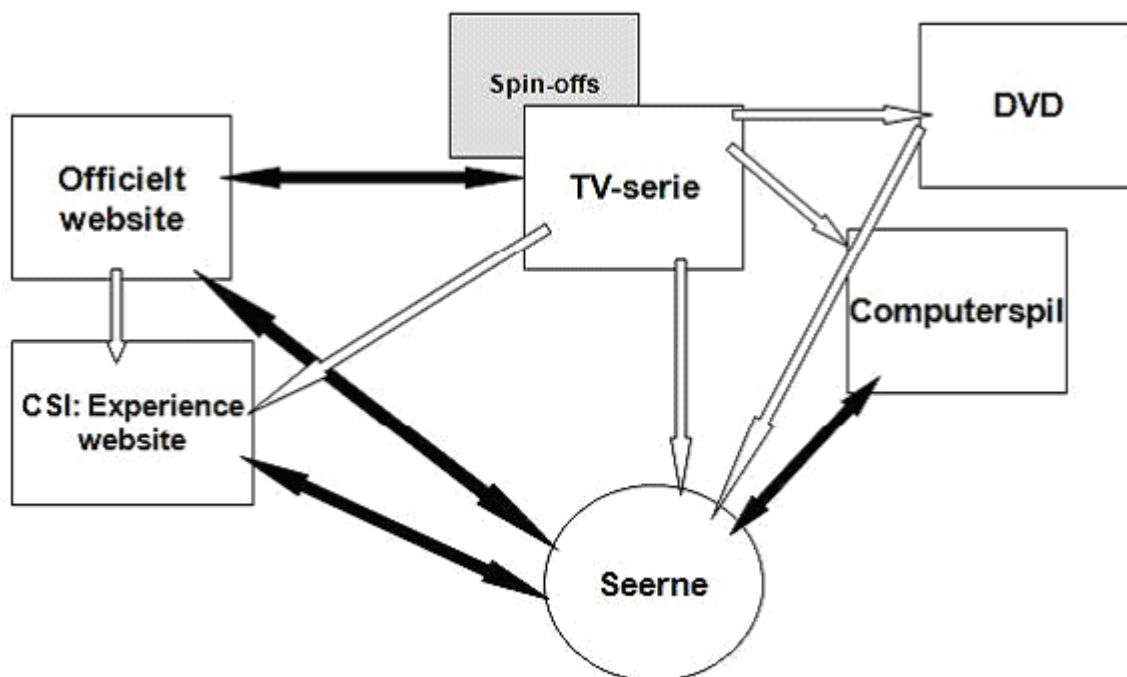 Spin-offs
DVD
Officielt
website
TV-serie
Computerspil
CSI: Experience
website
Seerne